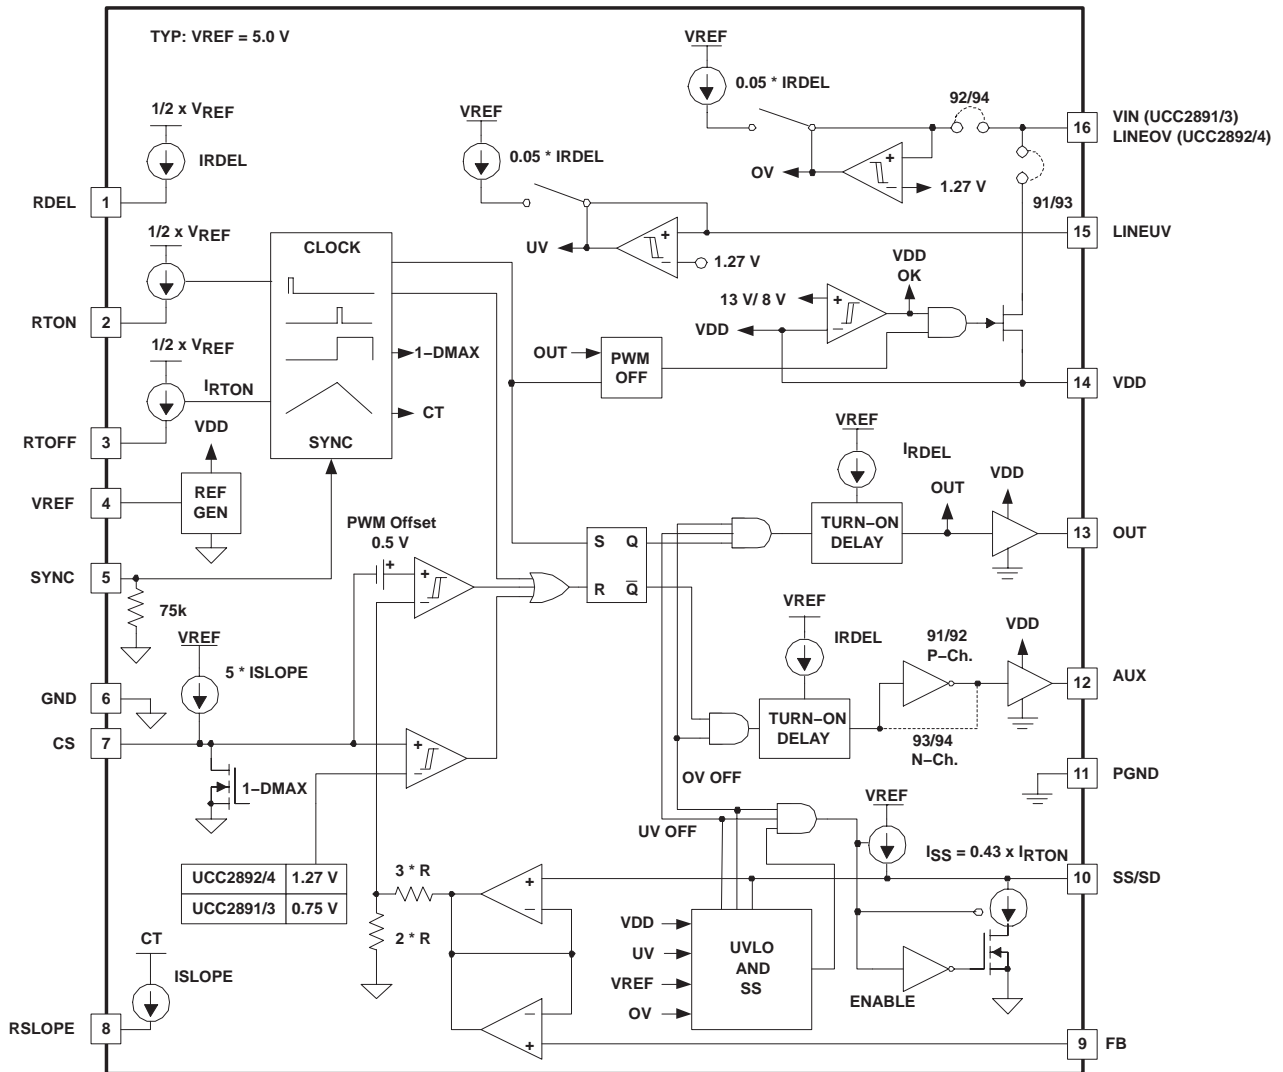 TYP: VREF = 5.0 V
VREF
0.05 * IRDEL
92/94
16
VIN (UCC2891/3)
LINEOV (UCC2892/4)
1/2 x VREF
IRDEL
VREF
0.05 * IRDEL
OV
+
−
1.27 V
91/93
RDEL
1
UV
+
−
1.27 V
15
LINEUV
1/2 x VREF
CLOCK
VDD
OK
13 V/ 8 V
+
−
VDD
RTON
2
1−DMAX
OUT
PWM
OFF
14
VDD
1/2 x VREF
IRTON
CT
SYNC
RTOFF
3
VDD
VREF
IRDEL
VREF
4
REF
GEN
OUT
VDD
PWM Offset
0.5 V
+
S
Q
R
Q
TURN−ON
DELAY
13
OUT
SYNC
5
+
−
75k
VREF
5 * ISLOPE
VREF
IRDEL
91/92
P−Ch.
VDD
12
AUX
GND
6
CS
7
+
−
TURN−ON
DELAY
93/94
N−Ch.
1−DMAX
OV OFF
11
PGND
UV OFF
VREF
ISS = 0.43 x IRTON
UCC2892/4
1.27 V
UCC2891/3
0.75 V
3 * R
2 * R
+
−
10
SS/SD
VDD
UV
VREF
OV
UVLO
AND
SS
ENABLE
CT
ISLOPE
RSLOPE
8
−
+
9
FB